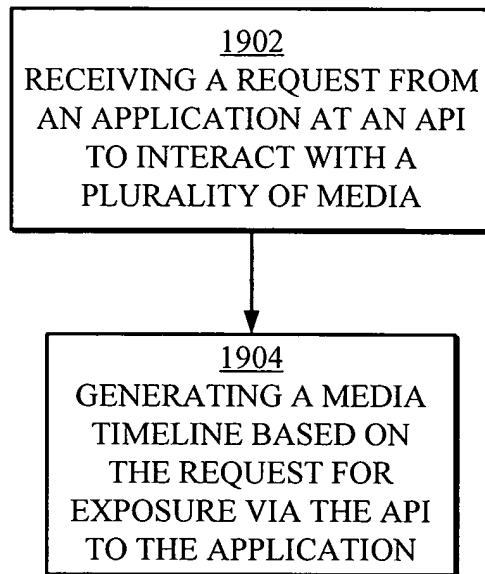 1902
RECEIVING A REQUEST FROM
AN APPLICATION AT AN API
TO INTERACT WITH A
PLURALITY OF MEDIA
1904
GENERATING A MEDIA
TIMELINE BASED ON
THE REQUEST FOR
EXPOSURE VIA THE API
TO THE APPLICATION